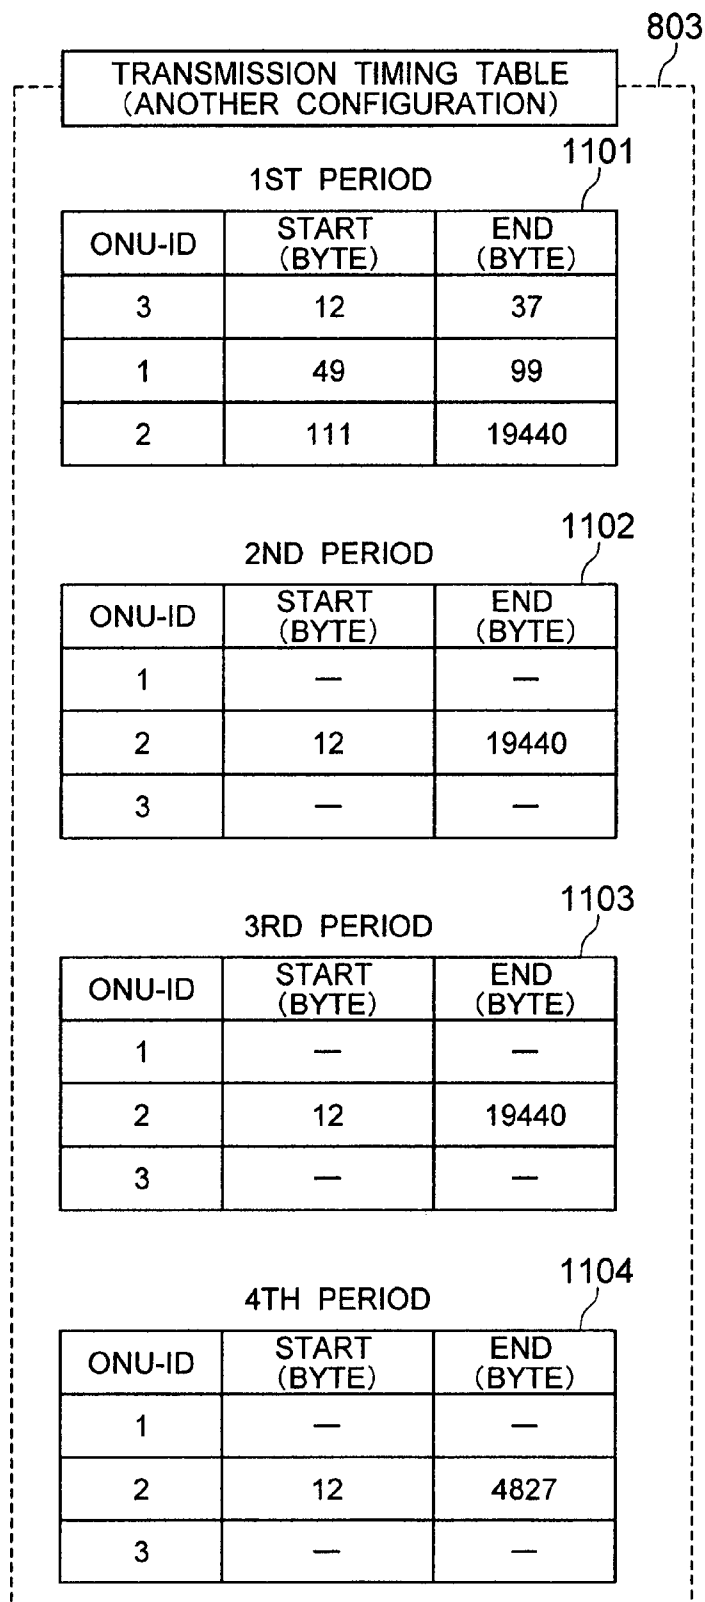 803
TRANSMISSION TIMING TABLE
(ANOTHER CONFIGURATION)
1101
1ST PERIOD
ONU-ID START (BYTE) END (BYTE)
3 12 37
1 49 99
2 111 19440
1102
2ND PERIOD
ONU-ID START (BYTE) END (BYTE)
1 — —
2 12 19440
3 — —
1103
3RD PERIOD
ONU-ID START (BYTE) END (BYTE)
1 — —
2 12 19440
3 — —
1104
4TH PERIOD
ONU-ID START (BYTE) END (BYTE)
1 — —
2 12 4827
3 — —